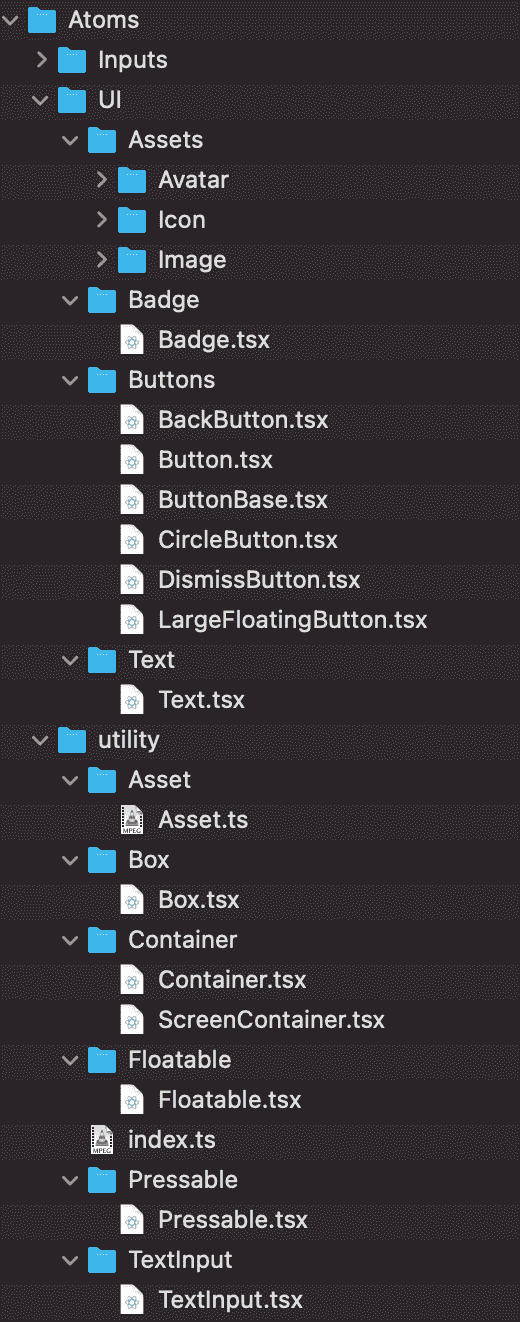 Atoms
Inputs
UI
Assets
Avatar
Icon
Image
Badge
Badge.tsx
Buttons
BackButton.tsx
Button.tsx
ButtonBase.tsx
CircleButton.tsx
DismissButton.tsx
LargeFloatingButton.tsx
Text
Text.tsx
utility
Asset
MPEG Asset.ts
Box
Box.tsx
Container
Container.tsx
ScreenContainer.tsx
Floatable
Floatable.tsx
MPEG index.ts
Pressable
Pressable.tsx
TextInput
TextInput.tsx